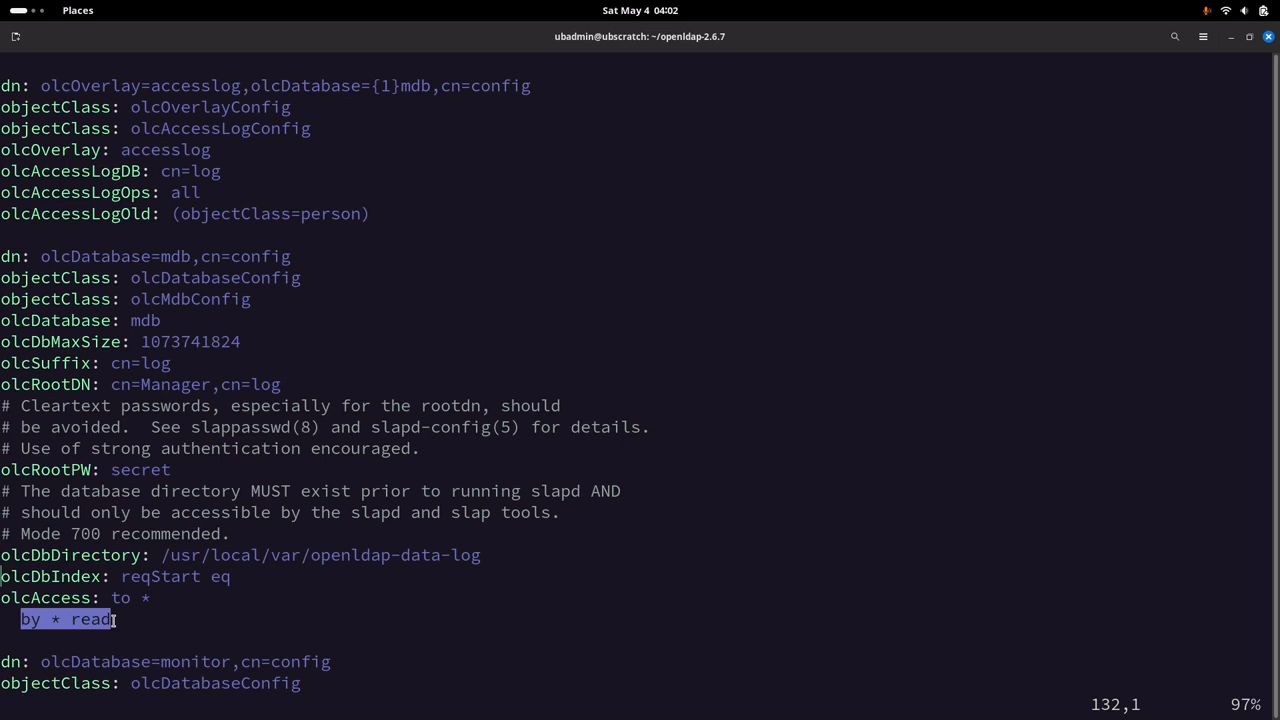 Places
Sat May 4 04:02
ubadmin@ubscratch: ~/openldap-2.6.7
dn: olcOverlay=accesslog,olcDatabase={1}mdb,cn=config
objectClass: olcOverlayConfig
objectClass: olcAccessLogConfig
olcOverlay: accesslog
olcAccessLogDB: cn=log
olcAccessLogOps: all
olcAccessLogOld: (objectClass=person)
dn: olcDatabase=mdb,cn=config
objectClass: olcDatabaseConfig
objectClass: olcMdbConfig
olcDatabase: mdb
olcDbMaxSize: 1073741824
olcSuffix: cn=log
olcRootDN: cn=Manager,cn=log
# Cleartext passwords, especially for the rootdn, should
# be avoided.  See slappasswd(8) and slapd-config(5) for details.
# Use of strong authentication encouraged.
olcRootPW: secret
# The database directory MUST exist prior to running slapd AND
# should only be accessible by the slapd and slap tools.
# Mode 700 recommended.
olcDbDirectory: /usr/local/var/openldap-data-log
olcDbIndex: reqStart eq
olcAccess: to *
  by * read
dn: olcDatabase=monitor,cn=config
objectClass: olcDatabaseConfig
132,1 97%